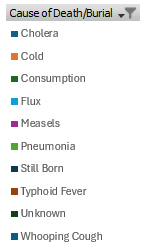 Cause of Death/Burial
Cholera
Cold
Consumption
Flux
Measels
Pneumonia
Still Born
Typhoid Fever
Unknown
Whooping Cough